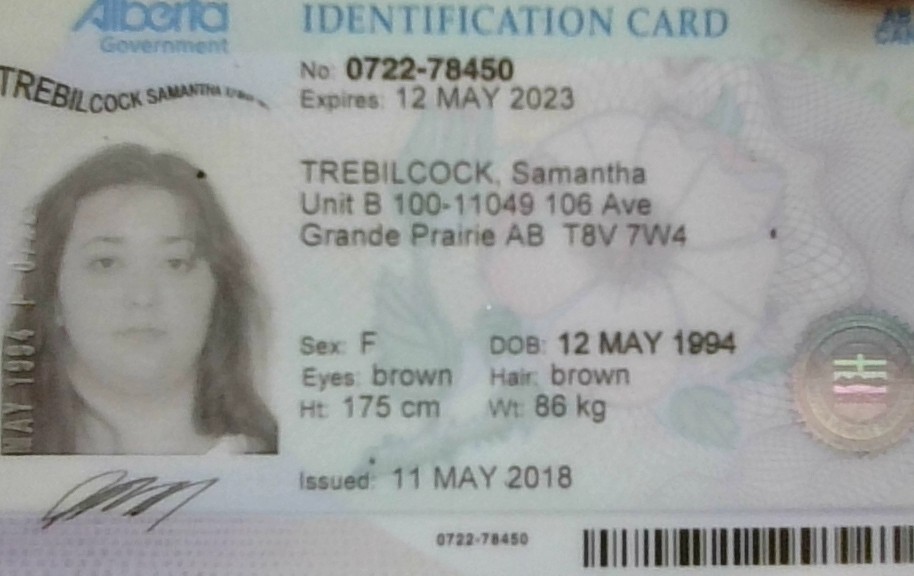 Alberta
Government
IDENTIFICATION CARD
No: 0722-78450
Expires: 12 MAY 2023
TREBILCOCK SAMANTHA
TREBILCOCK, Samantha
Unit B 100-11049 106 Ave
Grande Prairie AB T8V 7W4
Sex: F DOB: 12 MAY 1994
Eyes: brown Hair: brown
Ht: 175 cm Wt: 86 kg
MAY 1994
Issued: 11 MAY 2018
0722-78450